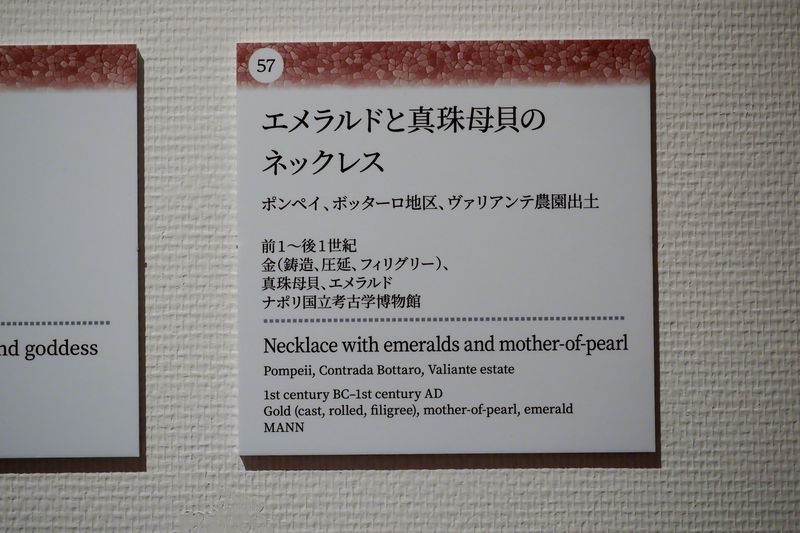 nd goddess
57
エメラルドと真珠母貝の
ネックレス
ポンペイ、ボッターロ地区、ヴァリアンテ農園出土
前1〜後1世紀
金(鋳造、圧延、フィリグリー)、
真珠母貝、エメラルド
ナポリ国立考古学博物館
Necklace with emeralds and mother-of-pearl
Pompeii, Contrada Bottaro, Valiante estate
1st century BC–1st century AD
Gold (cast, rolled, filigree), mother-of-pearl, emerald
MANN